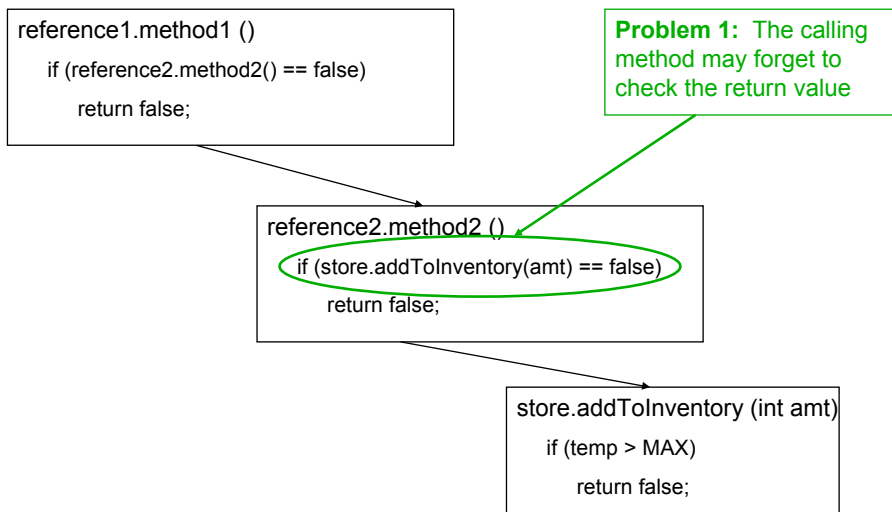 reference1.method1 ()
if (reference2.method2() == false)
return false;
Problem 1: The calling
method may forget to
check the return value
reference2.method2 ()
if (store.addToInventory(amt) == false)
return false;
store.addToInventory (int amt)
if (temp > MAX)
return false;